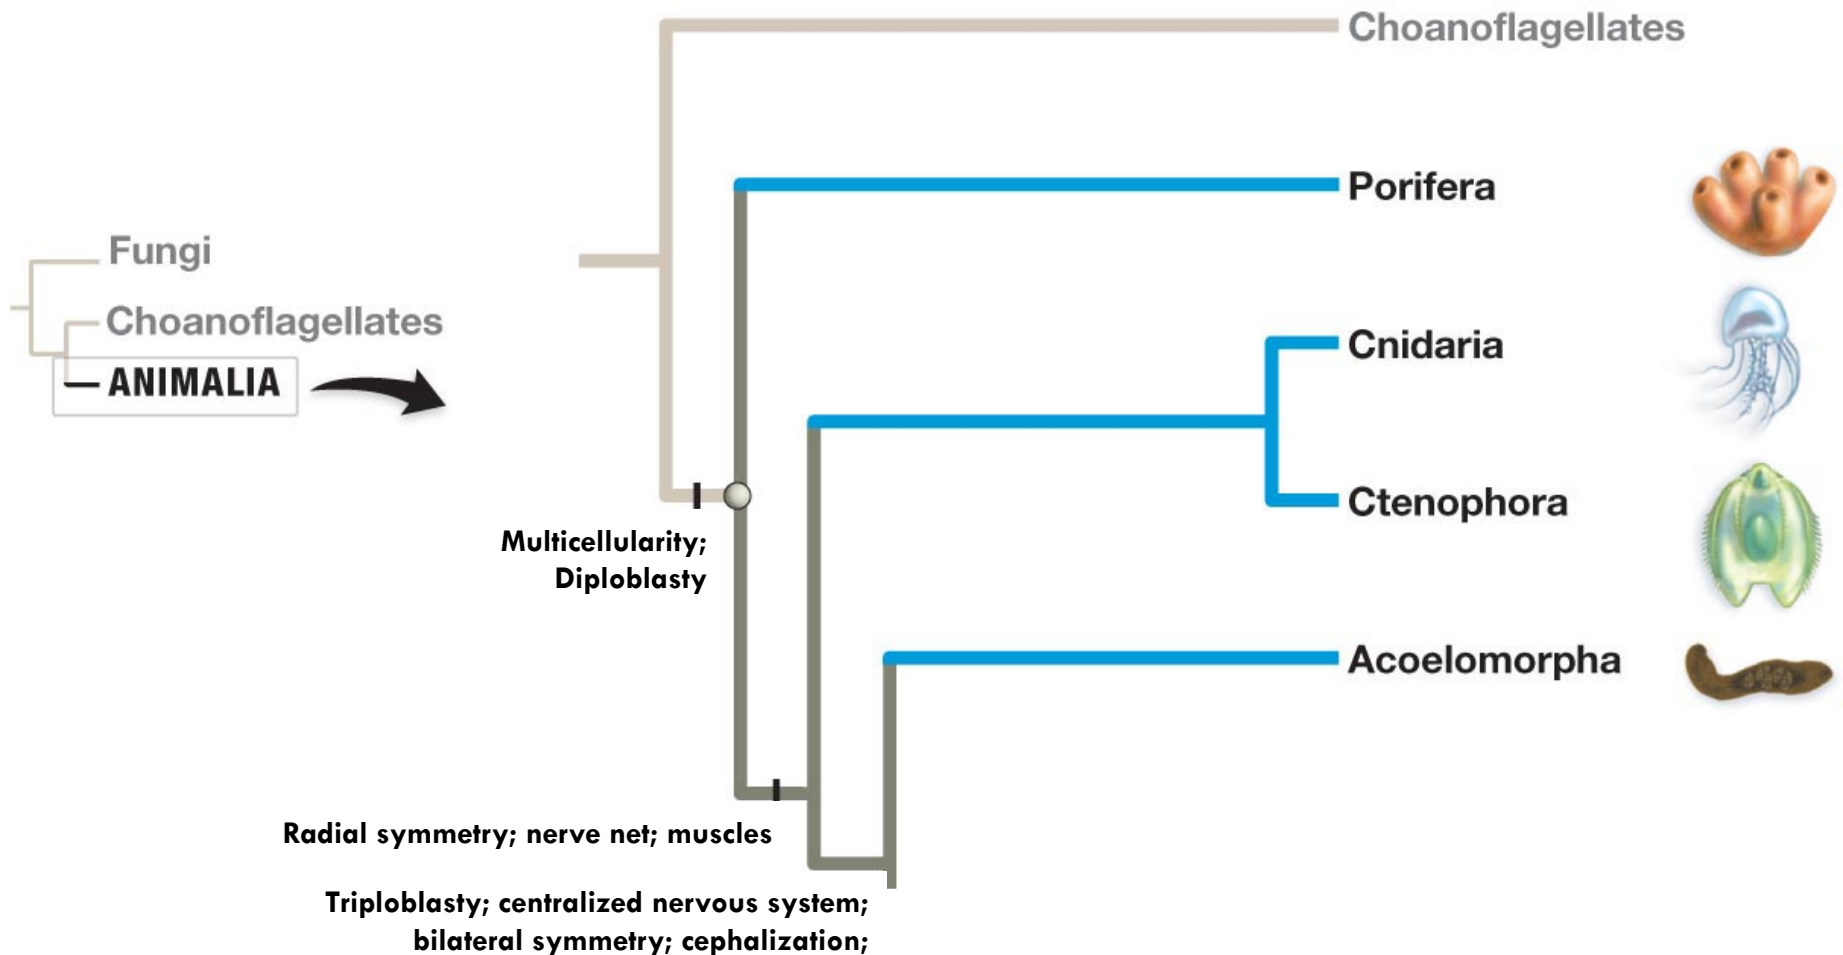 Choanoflagellates
Porifera
Fungi
Choanoflagellates
ANIMALIA
Cnidaria
Ctenophora
Multicellularity;
Diploblasty
Acoelomorpha
Radial symmetry; nerve net; muscles
Triploblasty; centralized nervous system;
bilateral symmetry; cephalization;